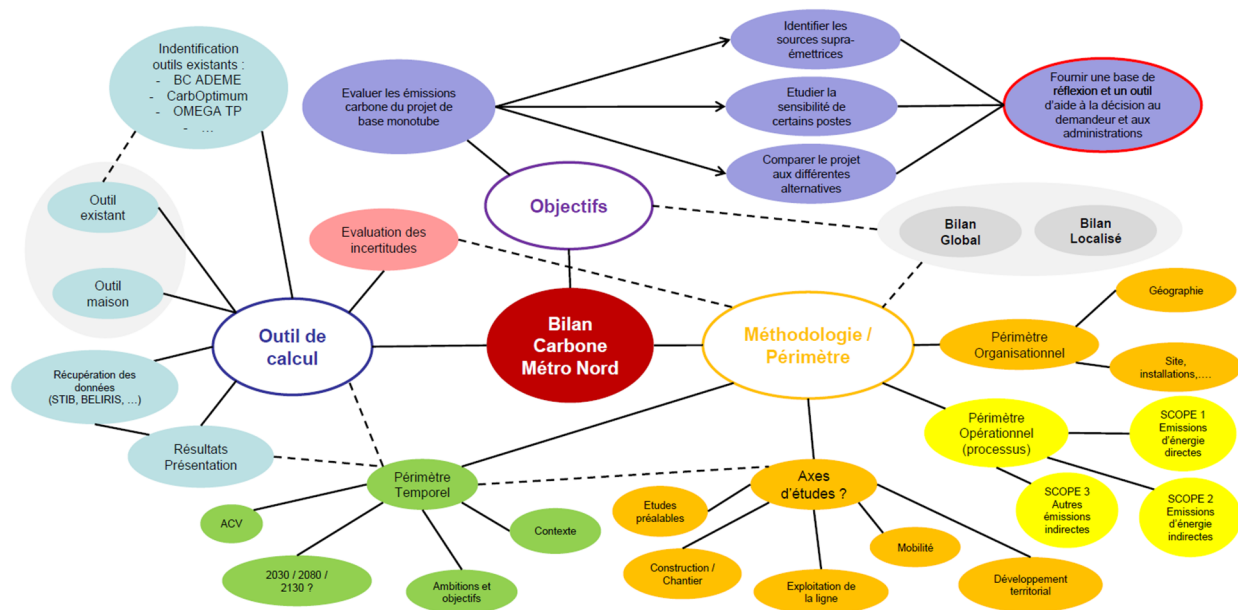 Indentification
outils existants :
- BC ADEME
- CarbOptimum
- OMEGA TP
- ...
Evaluer les émissions
carbone du projet de
base monotube
Identifier les
sources supra-
émettrices
Etudier la
sensibilité de
certains postes
Comparer le projet
aux différentes
alternatives
Fournir une base de
réflexion et un outil
d'aide à la décision au
demandeur et aux
administrations
Outil
existant
Outil
maison
Evaluation des
incertitudes
Objectifs
Bilan
Global
Bilan
Localisé
Outil de
calcul
Bilan
Carbone
Métro Nord
Méthodologie /
Périmètre
Périmètre
Organisationnel
Géographie
Site,
installations,....
Récupération des
données
(STIB, BELIRIS, ...)
Résultats
Présentation
Périmètre
Temporel
ACV
2030 / 2080 /
2130 ?
Ambitions et
objectifs
Contexte
Axes
d'études ?
Etudes
préalables
Construction /
Chantier
Exploitation de
la ligne
Mobilité
Développement
territorial
Périmètre
Opérationnel
(processus)
SCOPE 1
Emissions
d'énergie
directes
SCOPE 3
Autres
émissions
indirectes
SCOPE 2
Emissions
d'énergie
indirectes